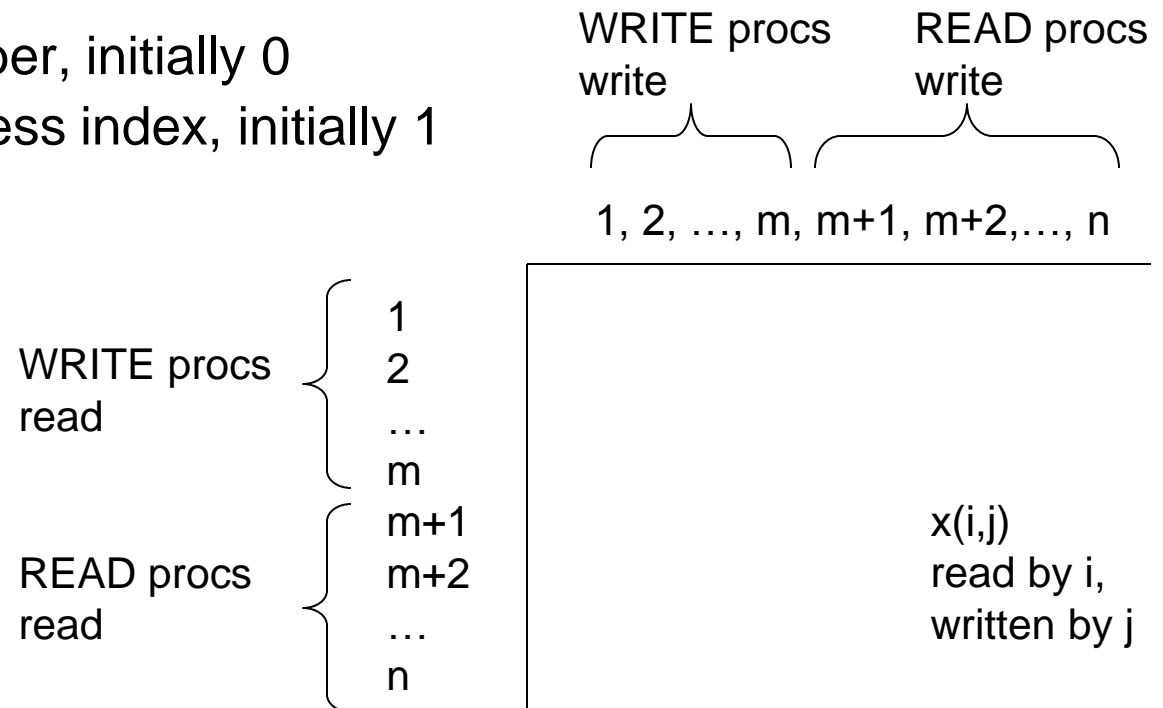 ber, initially 0
ess index, initially 1
WRITE procs
write
READ procs
write
1, 2, …, m, m+1, m+2,…, n
WRITE procs
read
1
2
…
m
READ procs
read
m+1
m+2
…
n
x(i,j)
read by i,
written by j